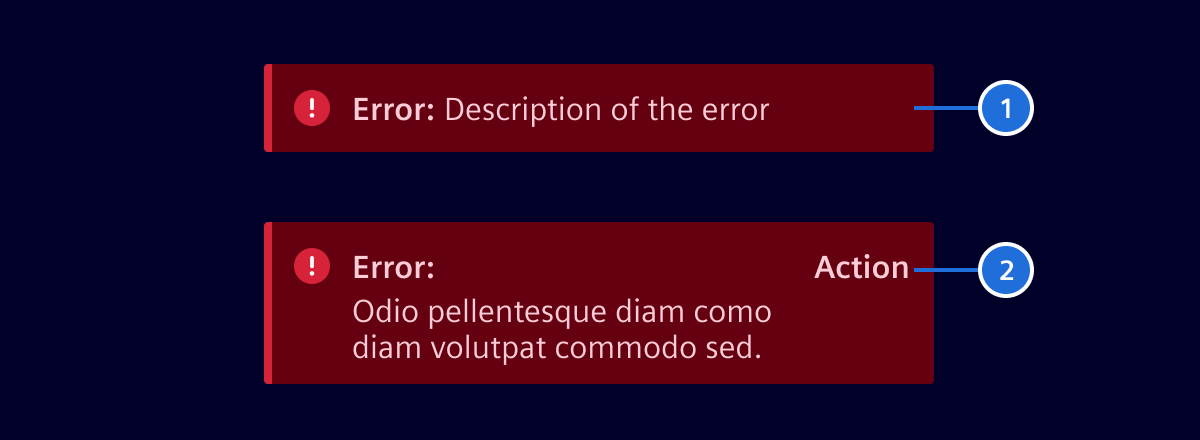 Error: Description of the error
1
Error:
Action
2
Odio pellentesque diam como
diam volutpat commodo sed.